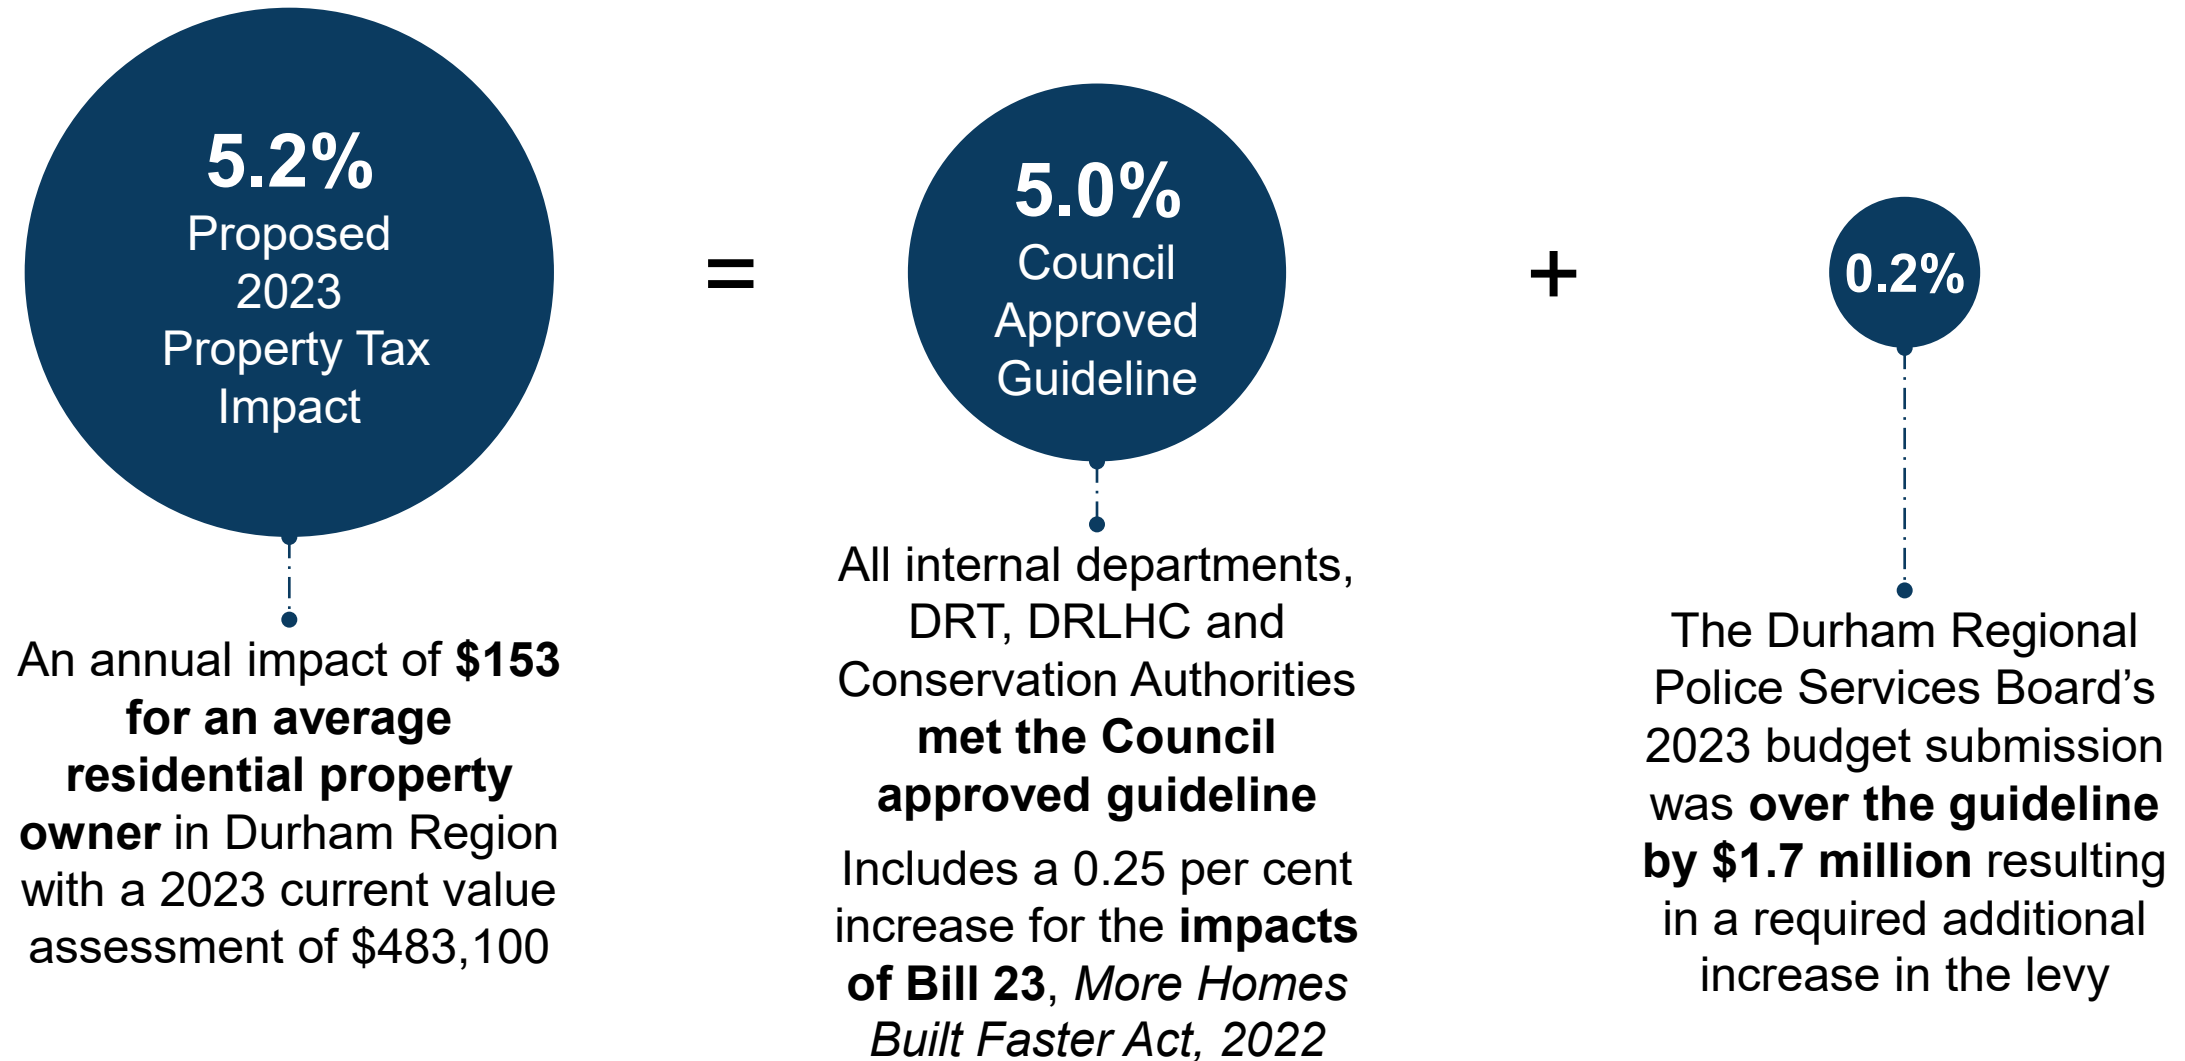 5.2%
Proposed
2023
Property Tax
Impact
An annual impact of $153
for an average
residential property
owner in Durham Region
with a 2023 current value
assessment of $483,100
=
5.0%
Council
Approved
Guideline
All internal departments,
DRT, DRLHC and
Conservation Authorities
met the Council
approved guideline
Includes a 0.25 per cent
increase for the impacts
of Bill 23, More Homes
Built Faster Act, 2022
+
0.2%
The Durham Regional
Police Services Board’s
2023 budget submission
was over the guideline
by $1.7 million resulting
in a required additional
increase in the levy